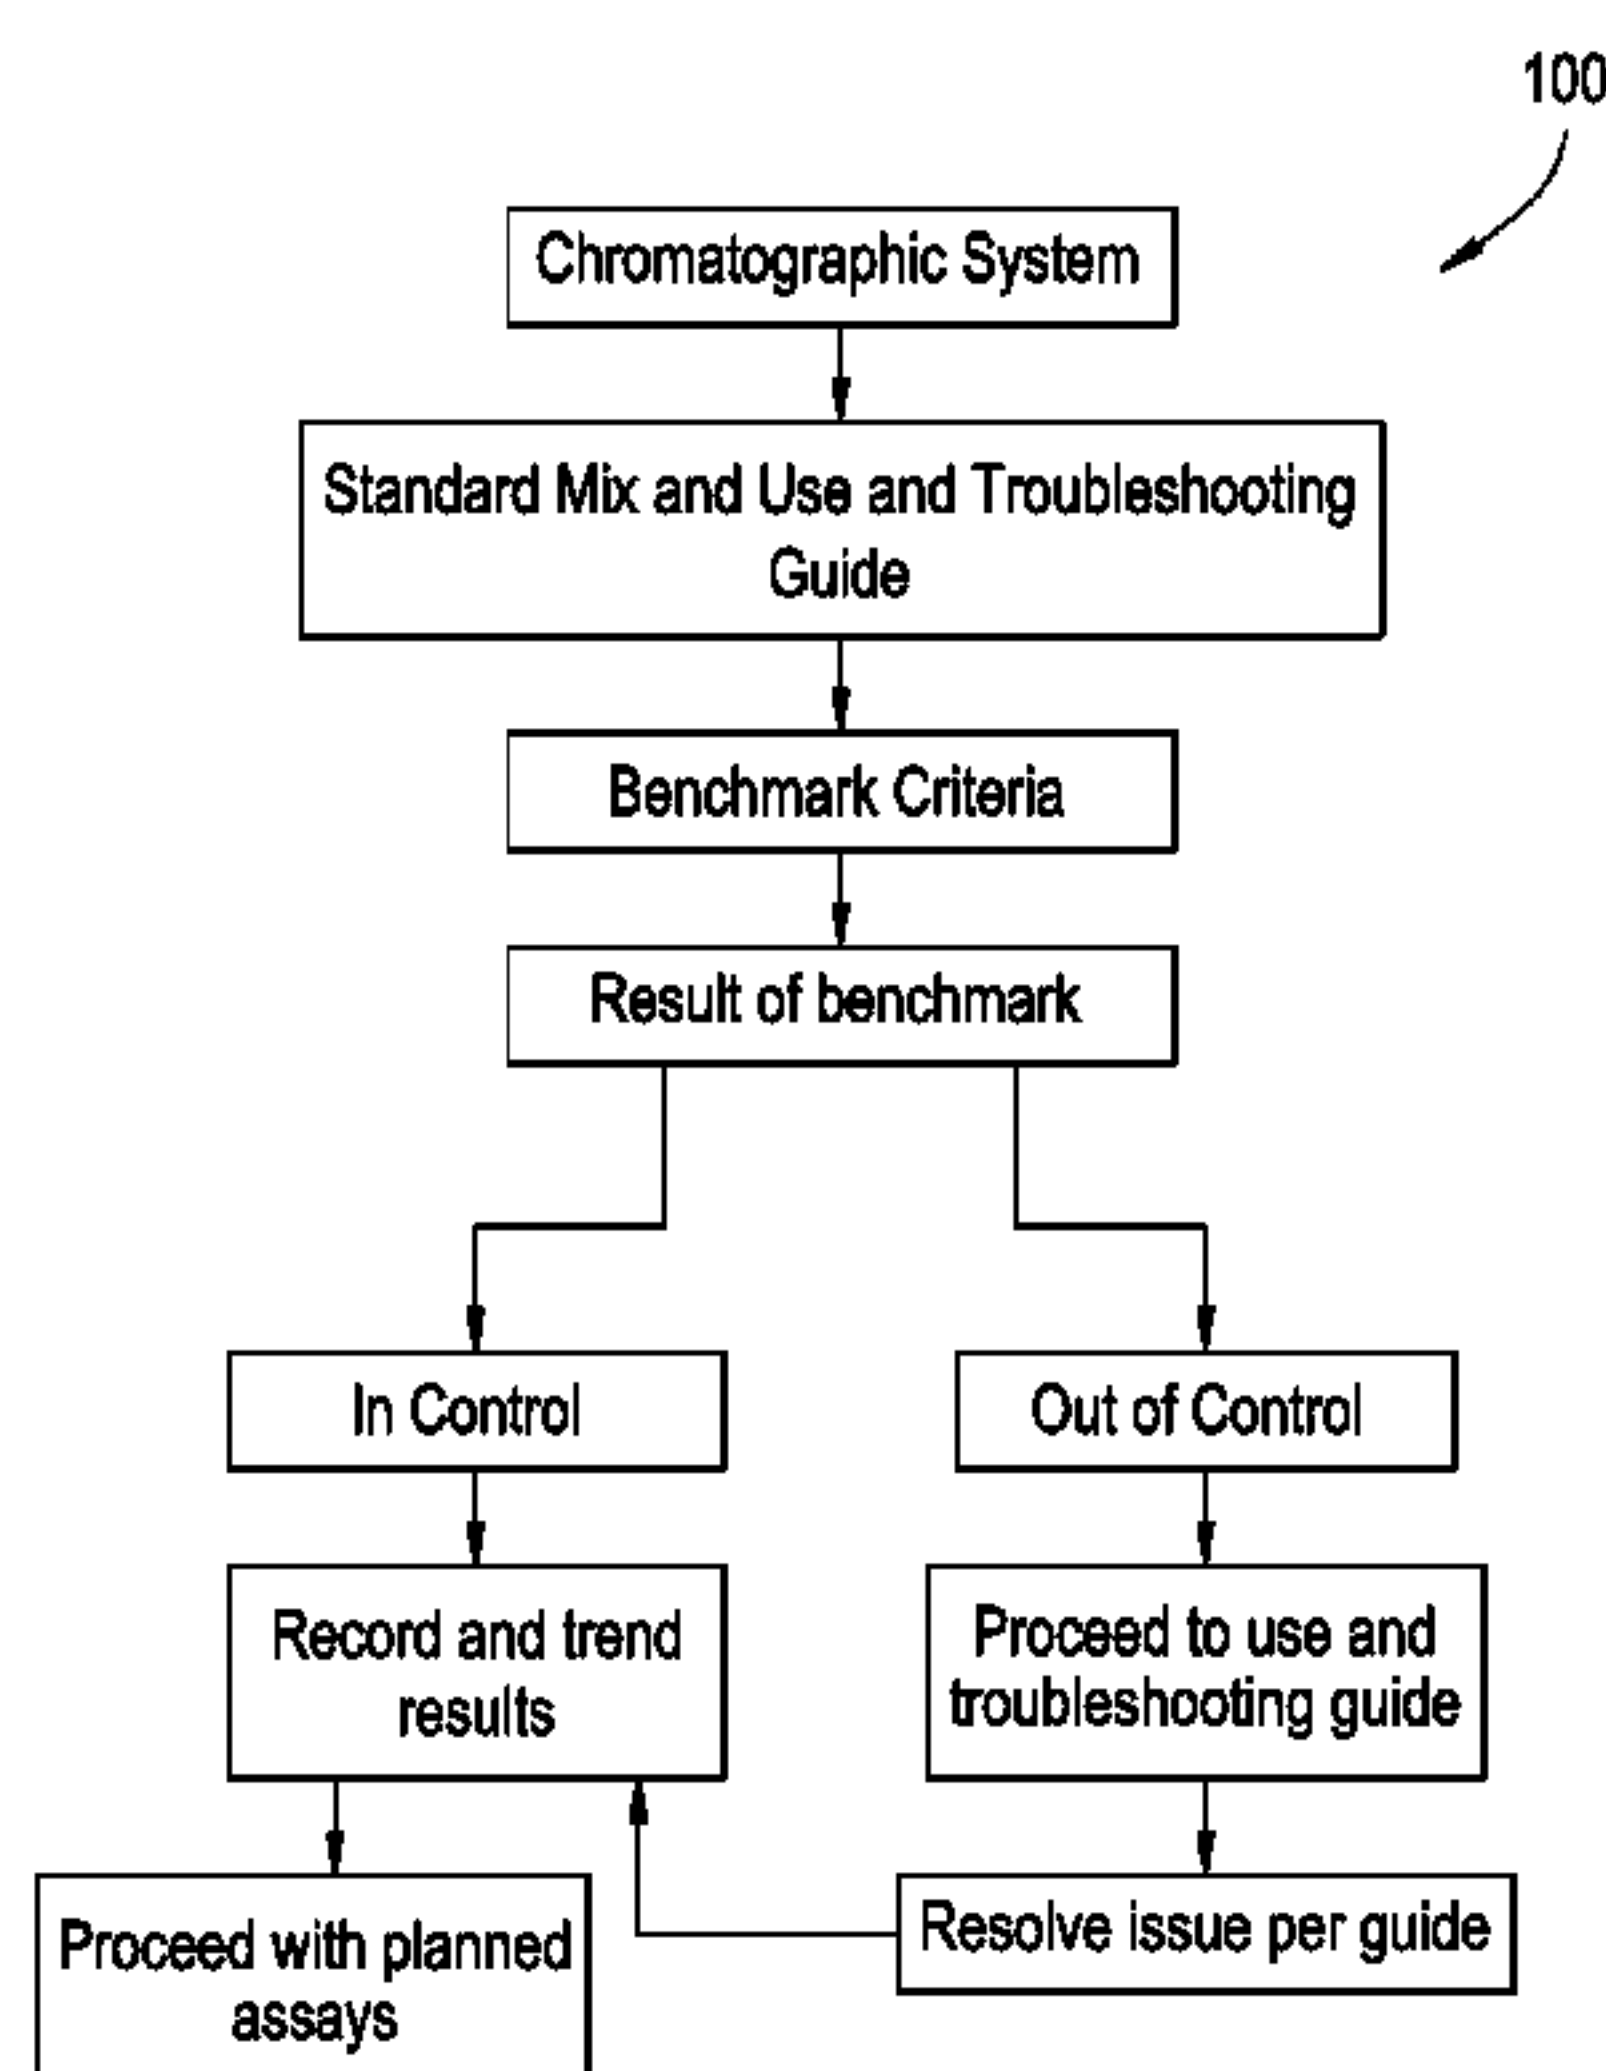 100
Chromatographic System
Standard Mix and Use and Troubleshooting
Guide
Benchmark Criteria
Result of benchmark
In Control
Out of Control
Record and trend
results
Proceed to use and
troubleshooting guide
Proceed with planned
assays
Resolve issue per guide